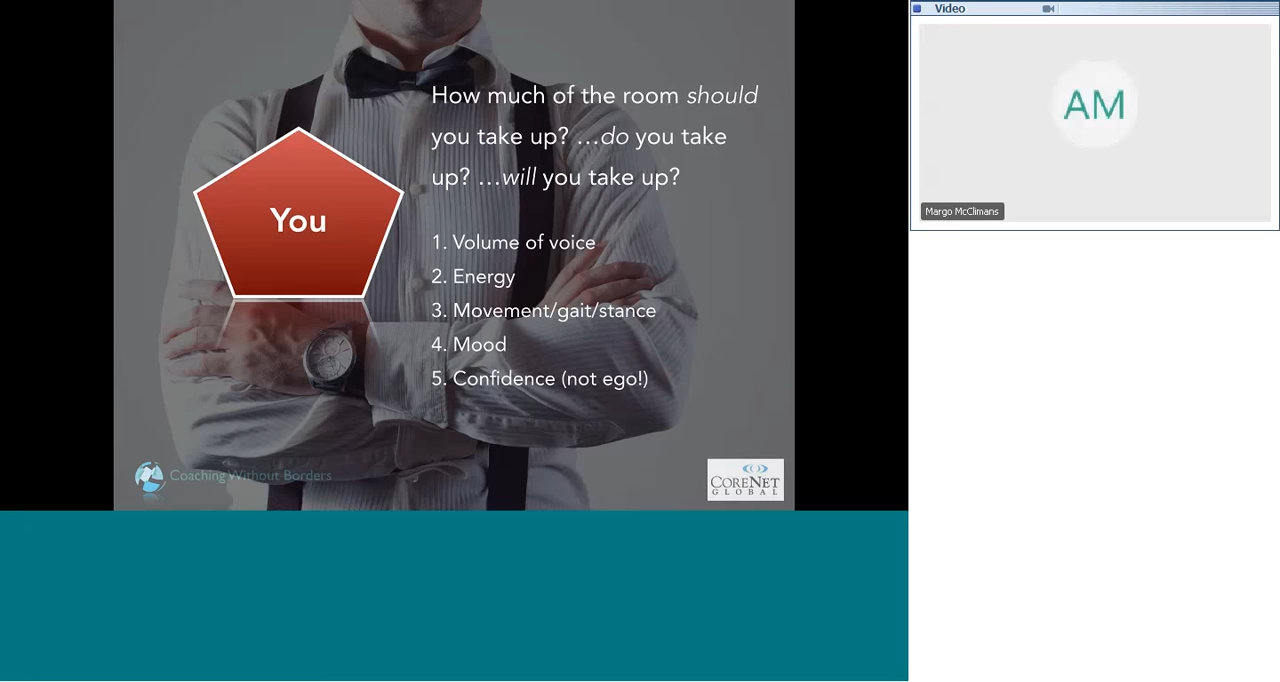 Video
How much of the room should
you take up? ...do you take
up? ...will you take up?
You
1. Volume of voice
2. Energy
3. Movement/gait/stance
4. Mood
5. Confidence (not ego!)
Coaching Without Borders
CORENET
GLOBAL
AM
Margo McClimans